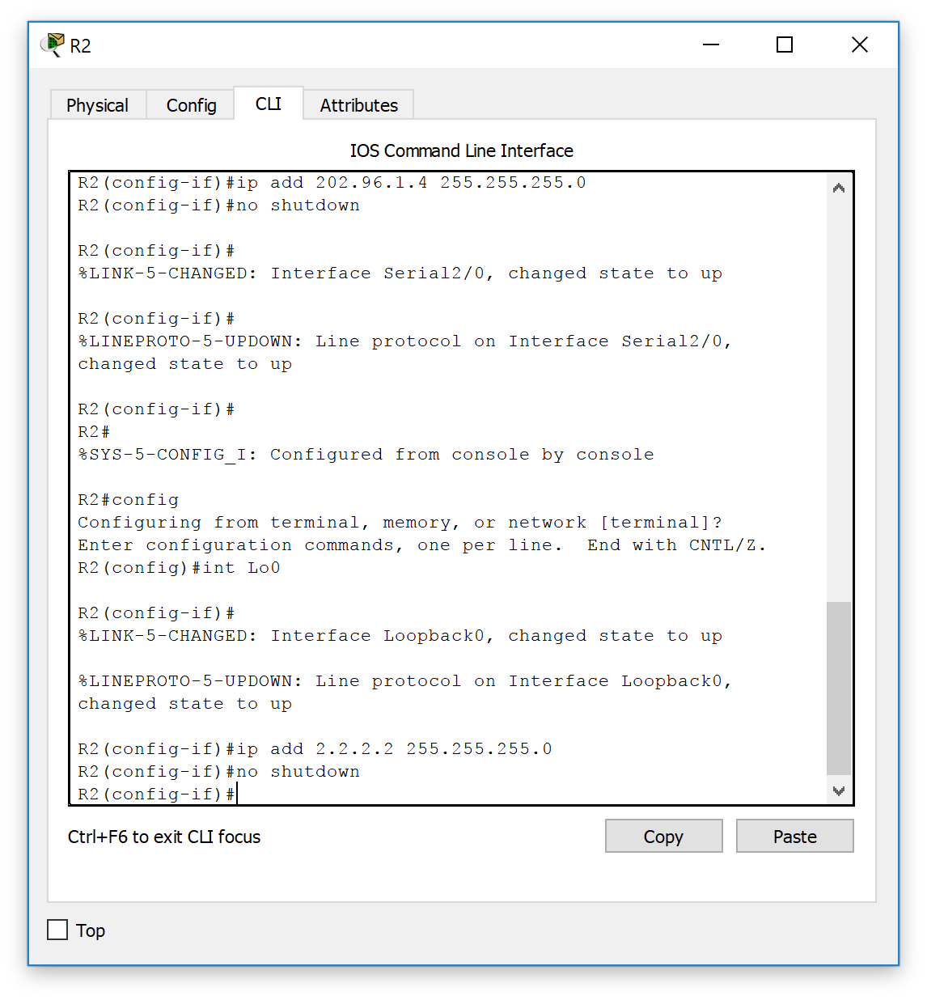 R2
Physical Config CLI Attributes
IOS Command Line Interface
R2(config-if)#ip add 202.96.1.4 255.255.255.0
R2(config-if)#no shutdown
R2(config-if)#
%LINK-5-CHANGED: Interface Serial2/0, changed state to up
R2(config-if)#
%LINEPROTO-5-UPDOWN: Line protocol on Interface Serial2/0,
changed state to up
R2(config-if)#
R2#
%SYS-5-CONFIG_I: Configured from console by console
R2#config
Configuring from terminal, memory, or network [terminal]?
Enter configuration commands, one per line.  End with CNTL/Z.
R2(config)#int Lo0
R2(config-if)#
%LINK-5-CHANGED: Interface Loopback0, changed state to up
%LINEPROTO-5-UPDOWN: Line protocol on Interface Loopback0,
changed state to up
R2(config-if)#ip add 2.2.2.2 255.255.255.0
R2(config-if)#no shutdown
R2(config-if)#
Ctrl+F6 to exit CLI focus Copy Paste
Top